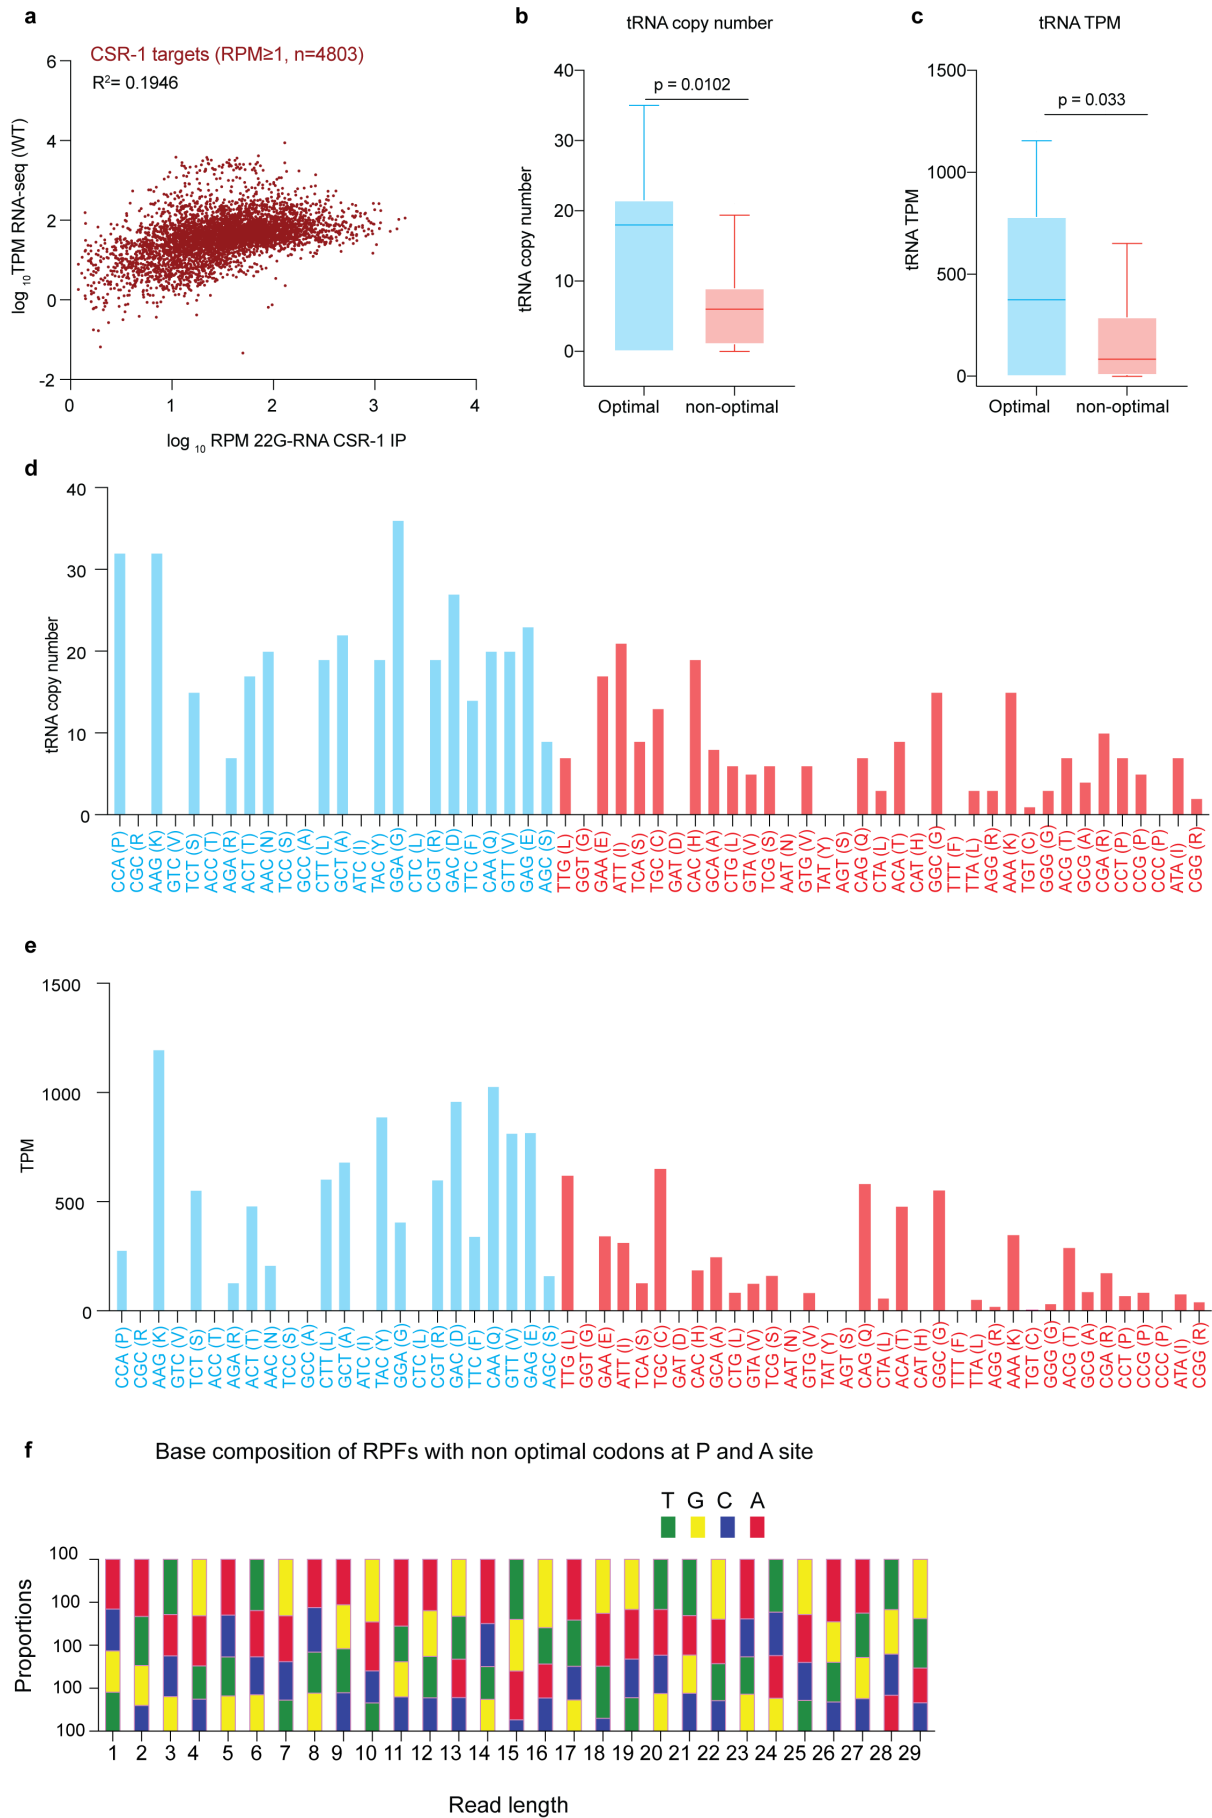 a
CSR-1 targets (RPM≥1, n=4803)
R2= 0.1946
log 10 TPM RNA-seq (WT)
6
4
2
0
-2
0 1 2 3 4
log 10 RPM 22G-RNA CSR-1 IP
b
tRNA copy number
p = 0.0102
tRNA copy number
40
30
20
10
0
Optimal non-optimal
c
tRNA TPM
p = 0.033
tRNA TPM
1500
1000
500
0
Optimal non-optimal
d
tRNA copy number
40
30
20
10
0
CCA (P) CGC (R AAG (K) GTC (V) TCT (S) ACC (T) AGA (R) ACT (T) AAC (N) TCC (S) GCC (A) CTT (L) GCT (A) ATC (I) TAC (Y) GGA (G) CTC (L) CGT (R) GAC (D) TTC (F) CAA (Q) GTT (V) GAG (E) AGC (S) TTG (L) GGT (G) GAA (E) ATT (I) TCA (S) TGC (C) GAT (D) CAC (H) GCA (A) CTG (L) GTA (V) TCG (S) AAT (N) GTG (V) TAT (Y) AGT (S) CAG (Q) CTA (L) ACA (T) CAT (H) GGC (G) TTT (F) TTA (L) AGG (R) AAA (K) TGT (C) GGG (G) ACG (T) GCG (A) CGA (R) CCT (P) CCG (P) CCC (P) ATA (I) CGG (R)
e
TPM
1500
1000
500
0
CCA (P) CGC (R AAG (K) GTC (V) TCT (S) ACC (T) AGA (R) ACT (T) AAC (N) TCC (S) GCC (A) CTT (L) GCT (A) ATC (I) TAC (Y) GGA (G) CTC (L) CGT (R) GAC (D) TTC (F) CAA (Q) GTT (V) GAG (E) AGC (S) TTG (L) GGT (G) GAA (E) ATT (I) TCA (S) TGC (C) GAT (D) CAC (H) GCA (A) CTG (L) GTA (V) TCG (S) AAT (N) GTG (V) TAT (Y) AGT (S) CAG (Q) CTA (L) ACA (T) CAT (H) GGC (G) TTT (F) TTA (L) AGG (R) AAA (K) TGT (C) GGG (G) ACG (T) GCG (A) CGA (R) CCT (P) CCG (P) CCC (P) ATA (I) CGG (R)
f
Base composition of RPFs with non optimal codons at P and A site
T G C A
Proportions
100
100
100
100
100
1 2 3 4 5 6 7 8 9 10 11 12 13 14 15 16 17 18 19 20 21 22 23 24 25 26 27 28 29
Read length